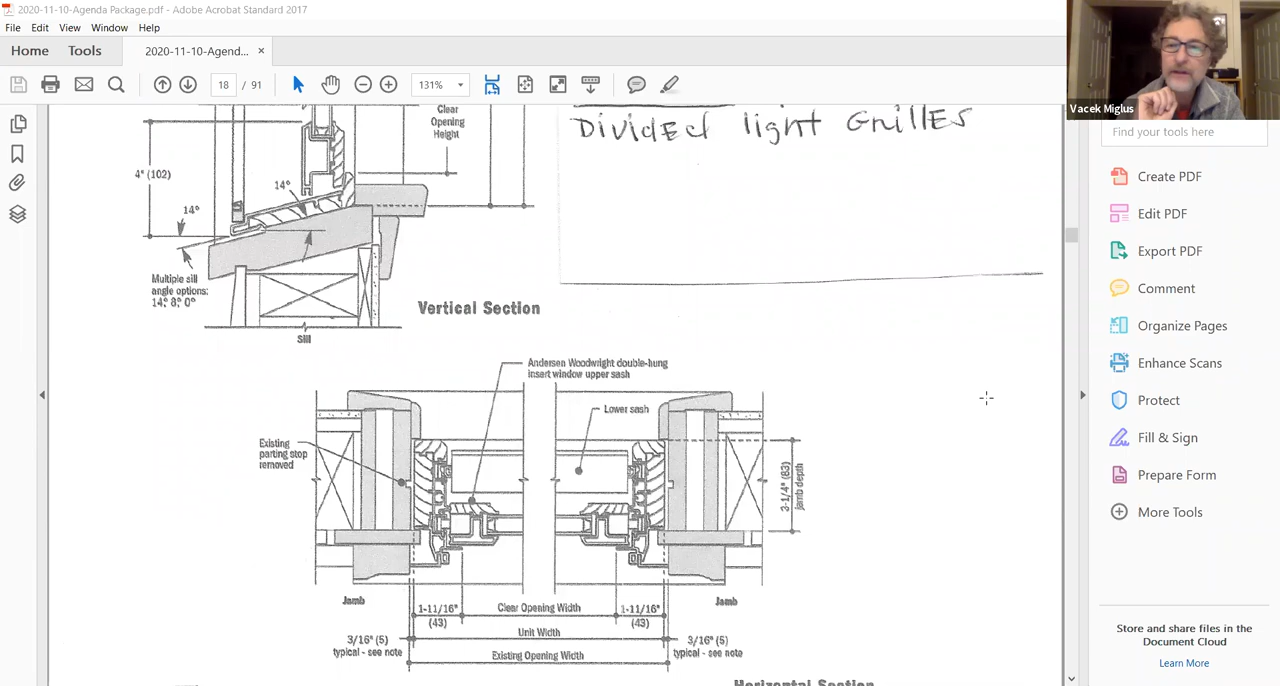 2020-11-10-Agenda Package.pdf - Adobe Acrobat Standard 2017
File Edit View Window Help
Home Tools 2020-11-10-Agend... ×
18 / 91 131%
Vacek Miglus
Find your tools here
Create PDF
Edit PDF
Export PDF
Comment
Organize Pages
Enhance Scans
Protect
Fill & Sign
Prepare Form
More Tools
Store and share files in the
Document Cloud
Learn More
Clear
Opening
Height
Divided light Grilles
4" (102)
14°
14°
Multiple sill
angle options:
14°, 8°, 0°
Vertical Section
Sill
Andersen Woodwright double-hung
insert window upper sash
Lower sash
Existing
parting stop
removed
3-1/4" (83)
jamb depth
Jamb
Jamb
1-11/16"
(43)
Clear Opening Width
1-11/16"
(43)
Unit Width
3/16" (5)
typical - see note
3/16" (5)
typical - see note
Existing Opening Width
Horizontal Section